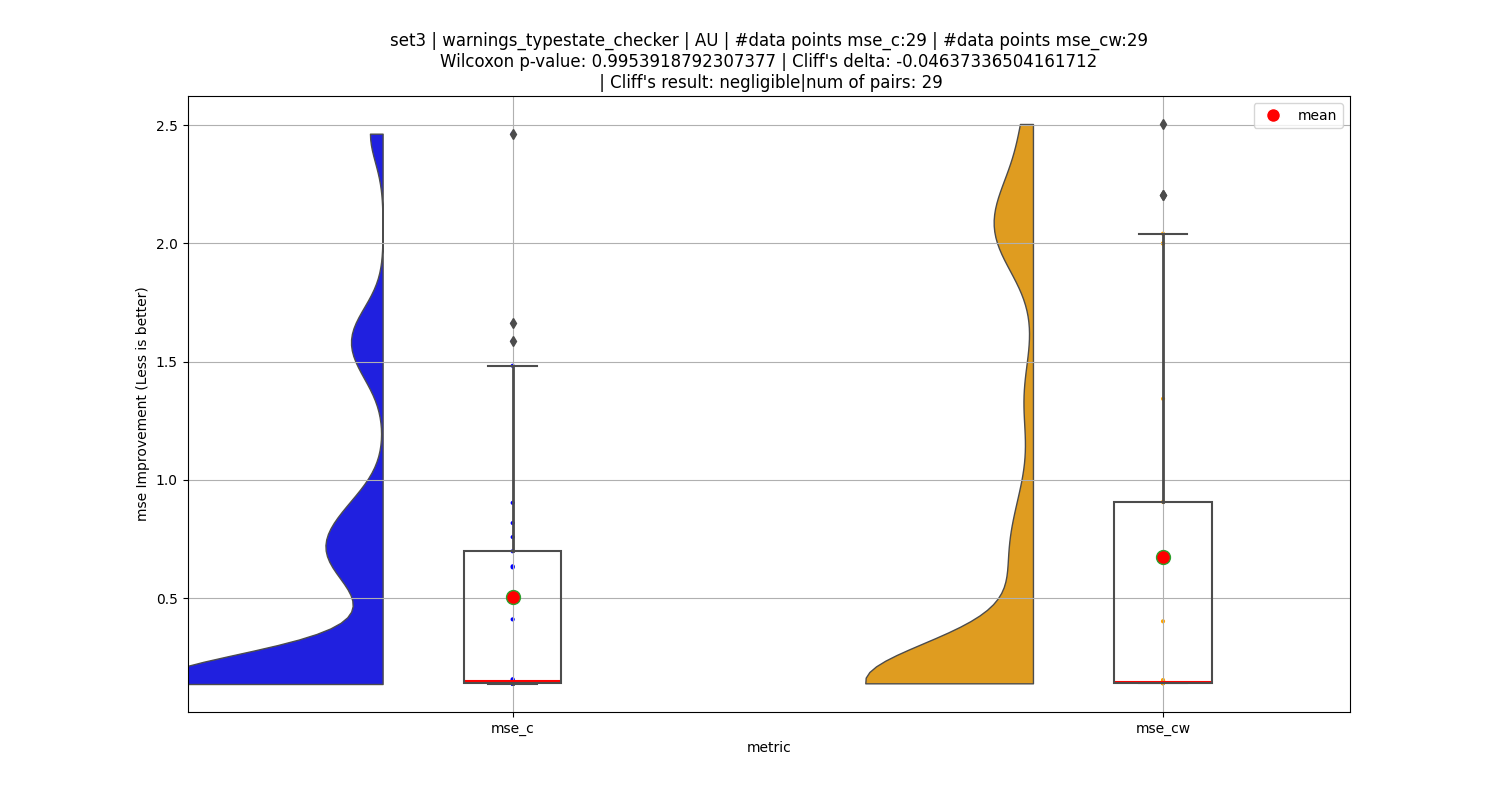 set3 | warnings_typestate_checker | AU | #data points mse_c:29 | #data points mse_cw:29
Wilcoxon p-value: 0.9953918792307377 | Cliff's delta: -0.04637336504161712
| Cliff's result: negligible|num of pairs: 29
mean
mse Improvement (Less is better)
2.5
2.0
1.5
1.0
0.5
mse_c
mse_cw
metric